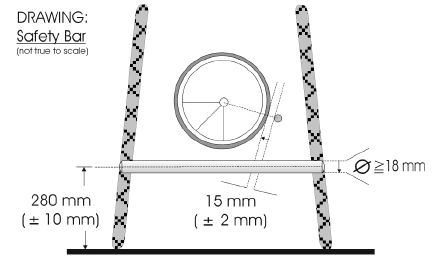 DRAWING:
Safety Bar
(not true to scale)
Ø ≧18 mm
280 mm
(± 10 mm)
15 mm
(± 2 mm)